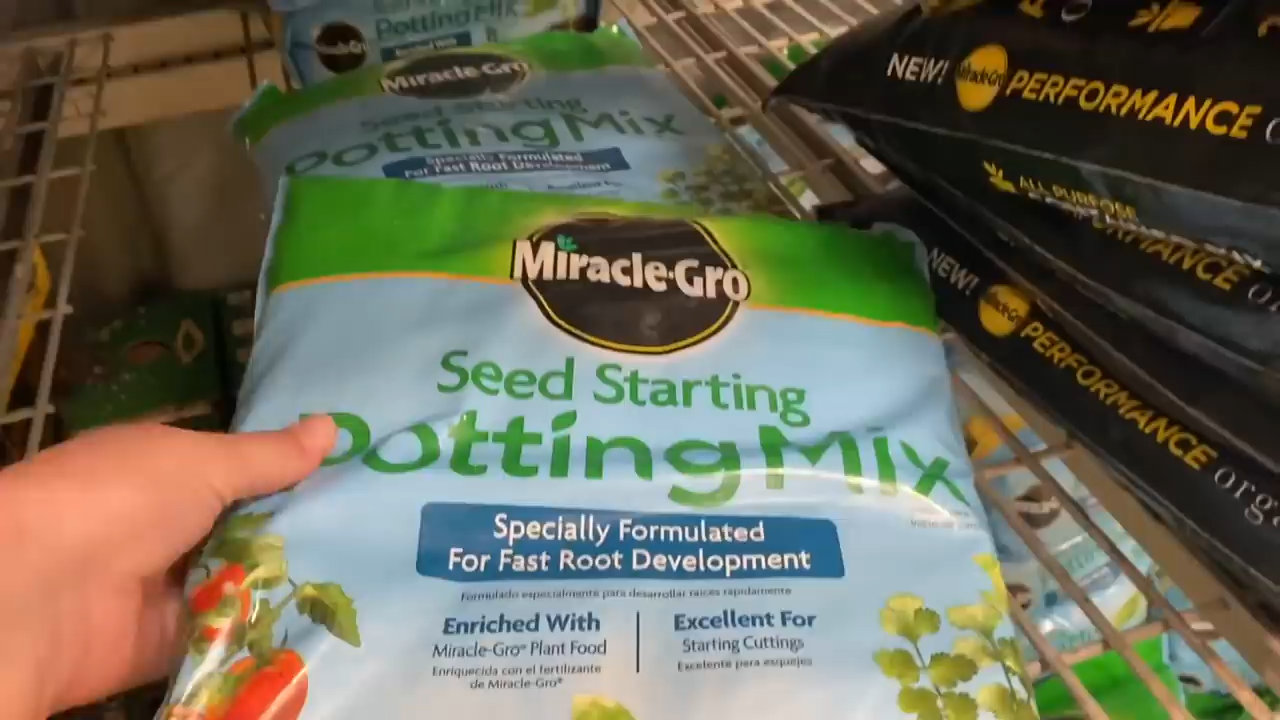 Potting Mix
Miracle-Gro
Seed Starting
Potting Mix
Specially Formulated
For Fast Root Development
Miracle-Gro
Seed Starting
Potting Mix
Specially Formulated
For Fast Root Development
Formulado especialmente para desarrollar raíces rápidamente
Enriched With
Miracle-Gro® Plant Food
Enriquecida con el fertilizante
de Miracle-Gro®
Excellent For
Starting Cuttings
Excelente para esquejes
NEW! Miracle-Gro PERFORMANCE
ALL PURPOSE
NEW! Miracle-Gro PERFORMANCE orga